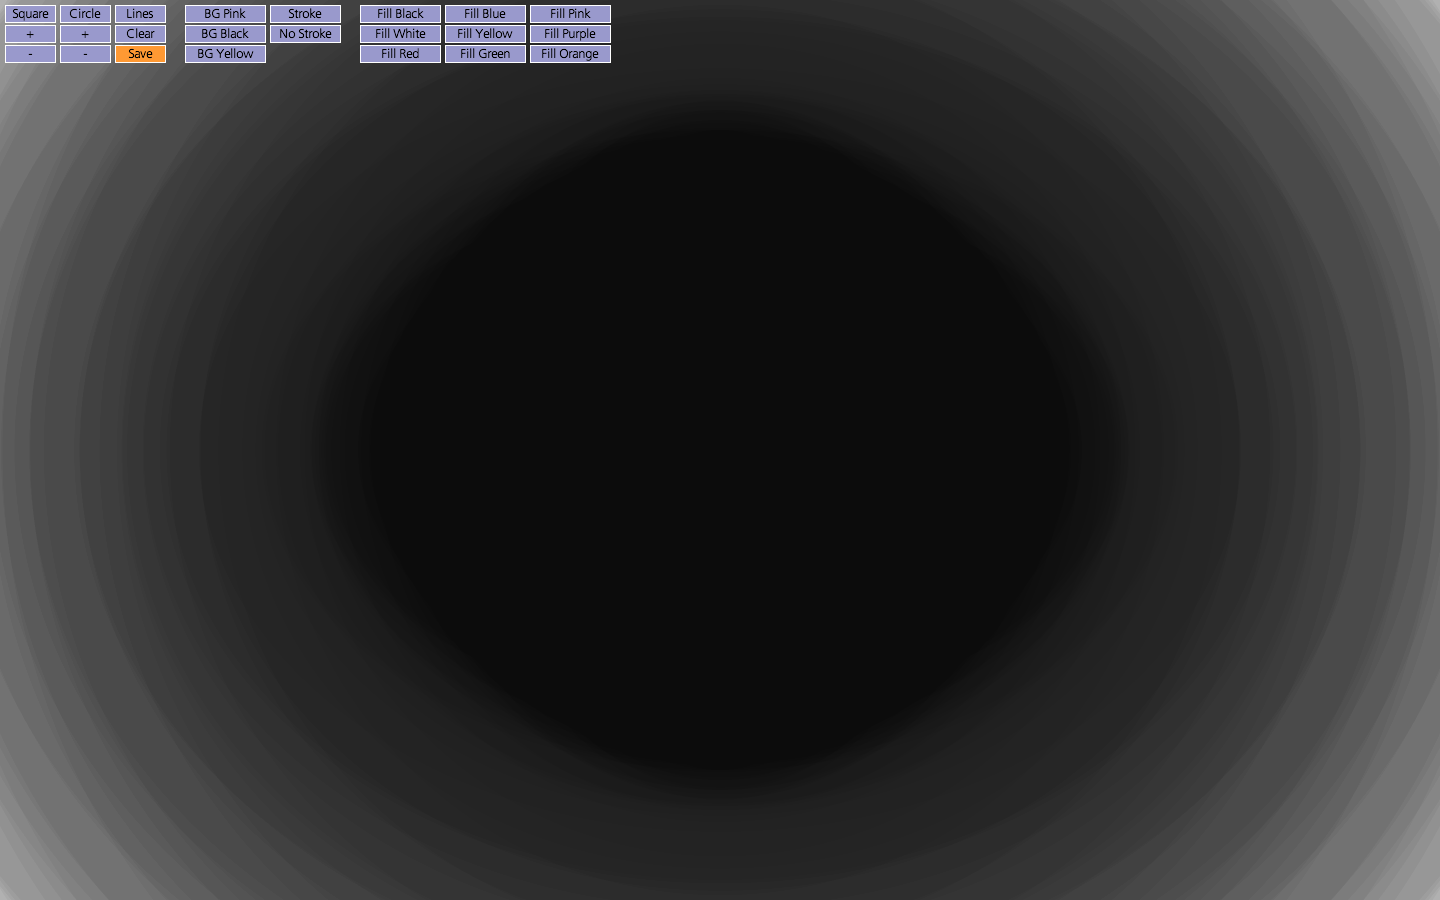 Square Circle Lines BG Pink Stroke Fill Black Fill Blue Fill Pink
+ + Clear BG Black No Stroke Fill White Fill Yellow Fill Purple
- - Save BG Yellow Fill Red Fill Green Fill Orange